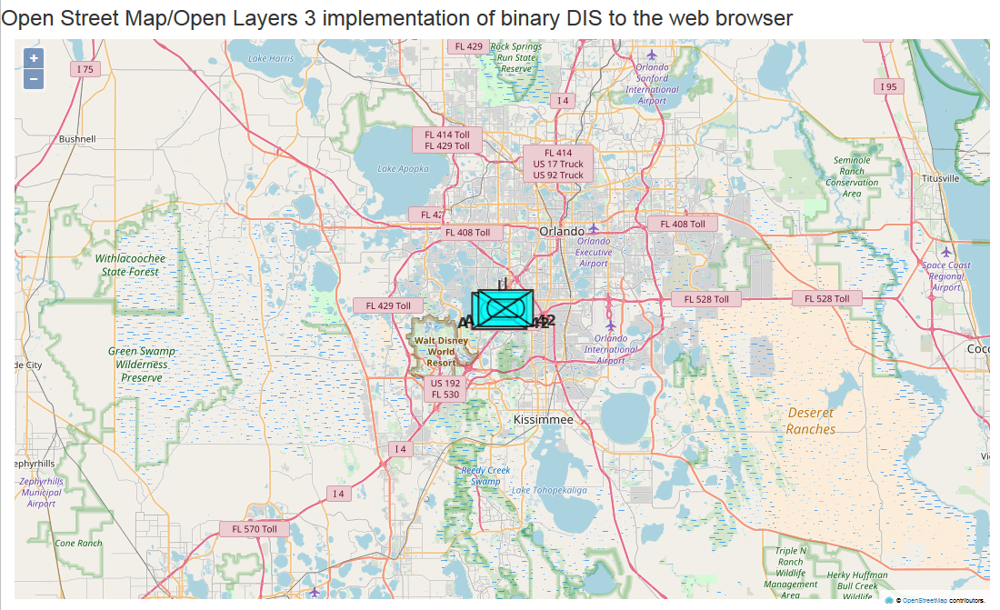 Open Street Map/Open Layers 3 implementation of binary DIS to the web browser
+
−
I 75
Lake Harris
FL 429
Rock Springs
Run State
Reserve
I 4
Orlando
Sanford
International
Airport
I 95
Bushnell
FL 414 Toll
FL 429 Toll
FL 414
US 17 Truck
US 92 Truck
Lake Apopka
Seminole
Ranch
Conservation
Area
Titusville
FL 42
FL 408 Toll
Orlando
FL 408 Toll
Orlando
Executive
Airport
Withlacoochee
State Forest
Space Coast
Regional
Airport
FL 429 Toll
FL 528 Toll
FL 528 Toll
Walt Disney
World
Resort
Orlando
International
Airport
Green Swamp
Wilderness
Preserve
de City
Coco
US 192
FL 530
Kissimmee
Deseret
Ranches
I 4
ephyrhills
Zephyrhills
Municipal
Airport
Reedy Creek
Swamp
Lake Tohopekaliga
Vi
I 4
FL 570 Toll
Cone Ranch
Triple N
Ranch
Wildlife
Management
Area
Herky Huffman
Bull Creek
Wildlife
© OpenStreetMap contributors.